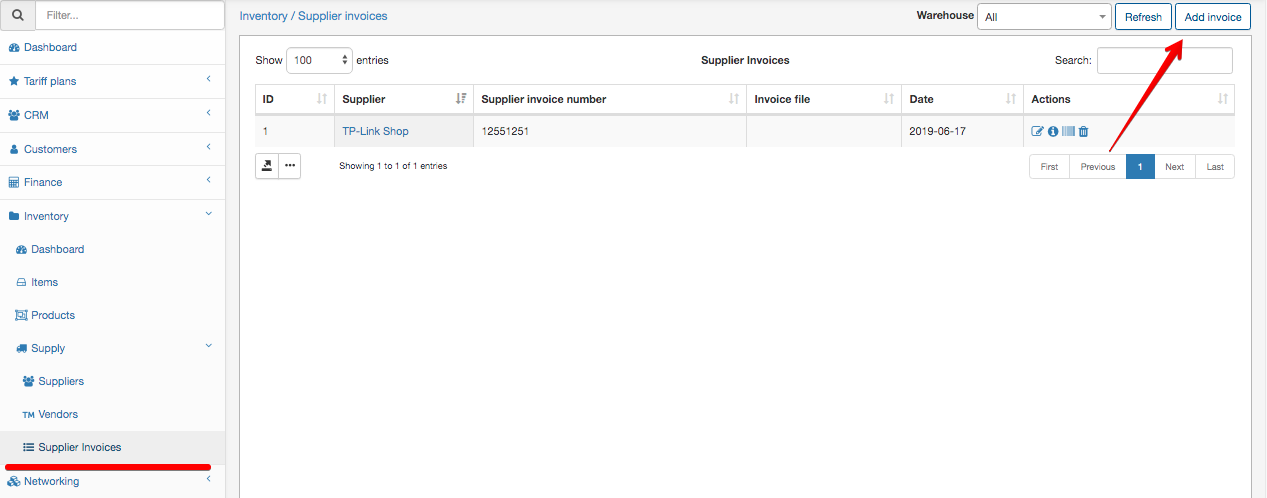 Filter...
Dashboard
Tariff plans
CRM
Customers
Finance
Inventory
Dashboard
Items
Products
Supply
Suppliers
TM Vendors
Supplier Invoices
Networking
Inventory / Supplier invoices
Warehouse All Refresh Add invoice
Show 100 entries Supplier Invoices Search:
ID Supplier Supplier invoice number Invoice file Date Actions
1 TP-Link Shop 12551251 2019-06-17
Showing 1 to 1 of 1 entries First Previous 1 Next Last